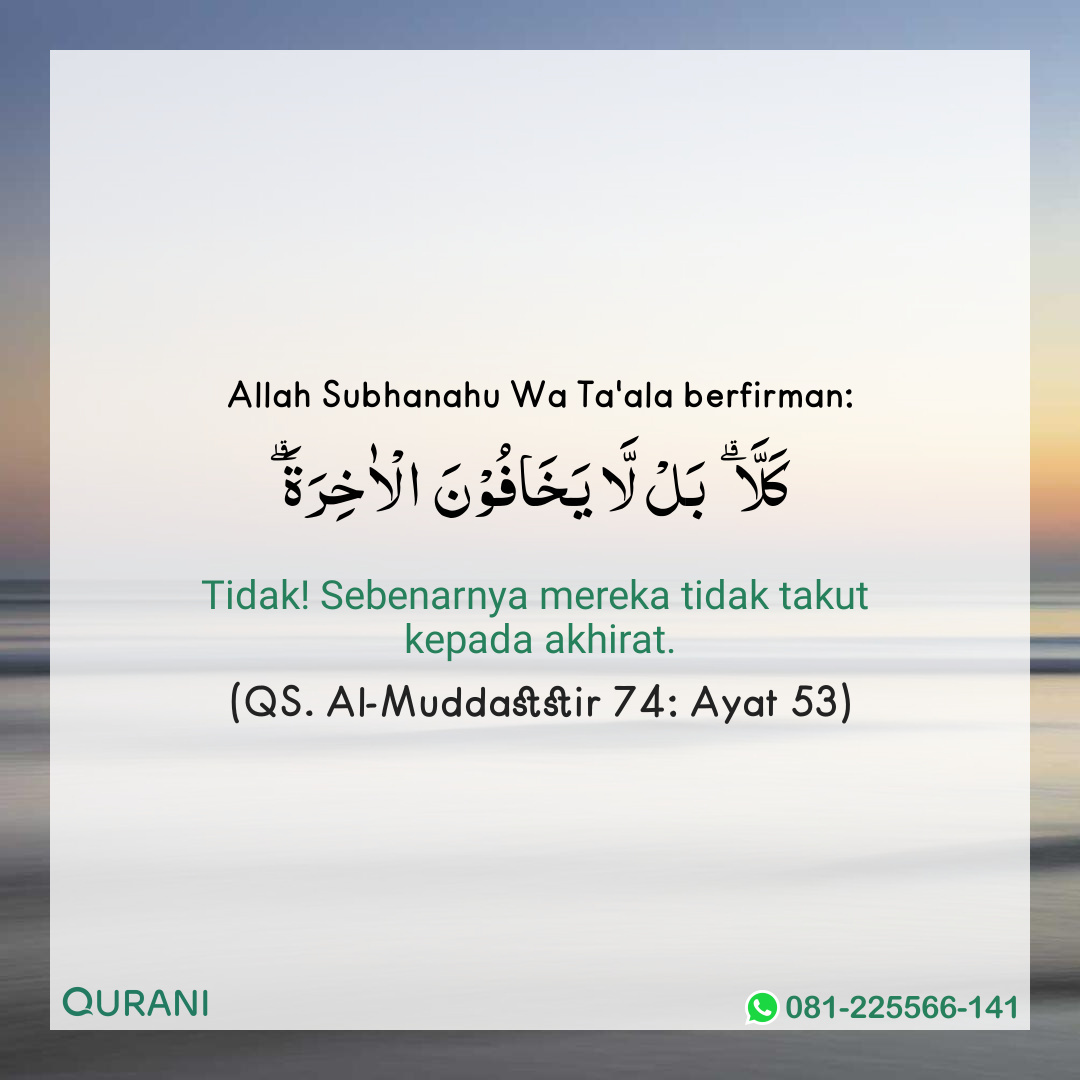 Allah Subhanahu Wa Ta'ala berfirman:
كَلَّاۗ بَلْ لَّا يَخَافُوْنَ الْاٰخِرَةَۗ
Tidak! Sebenarnya mereka tidak takut
kepada akhirat.
(QS. Al-Muddaststir 74: Ayat 53)
QURANI
081-225566-141